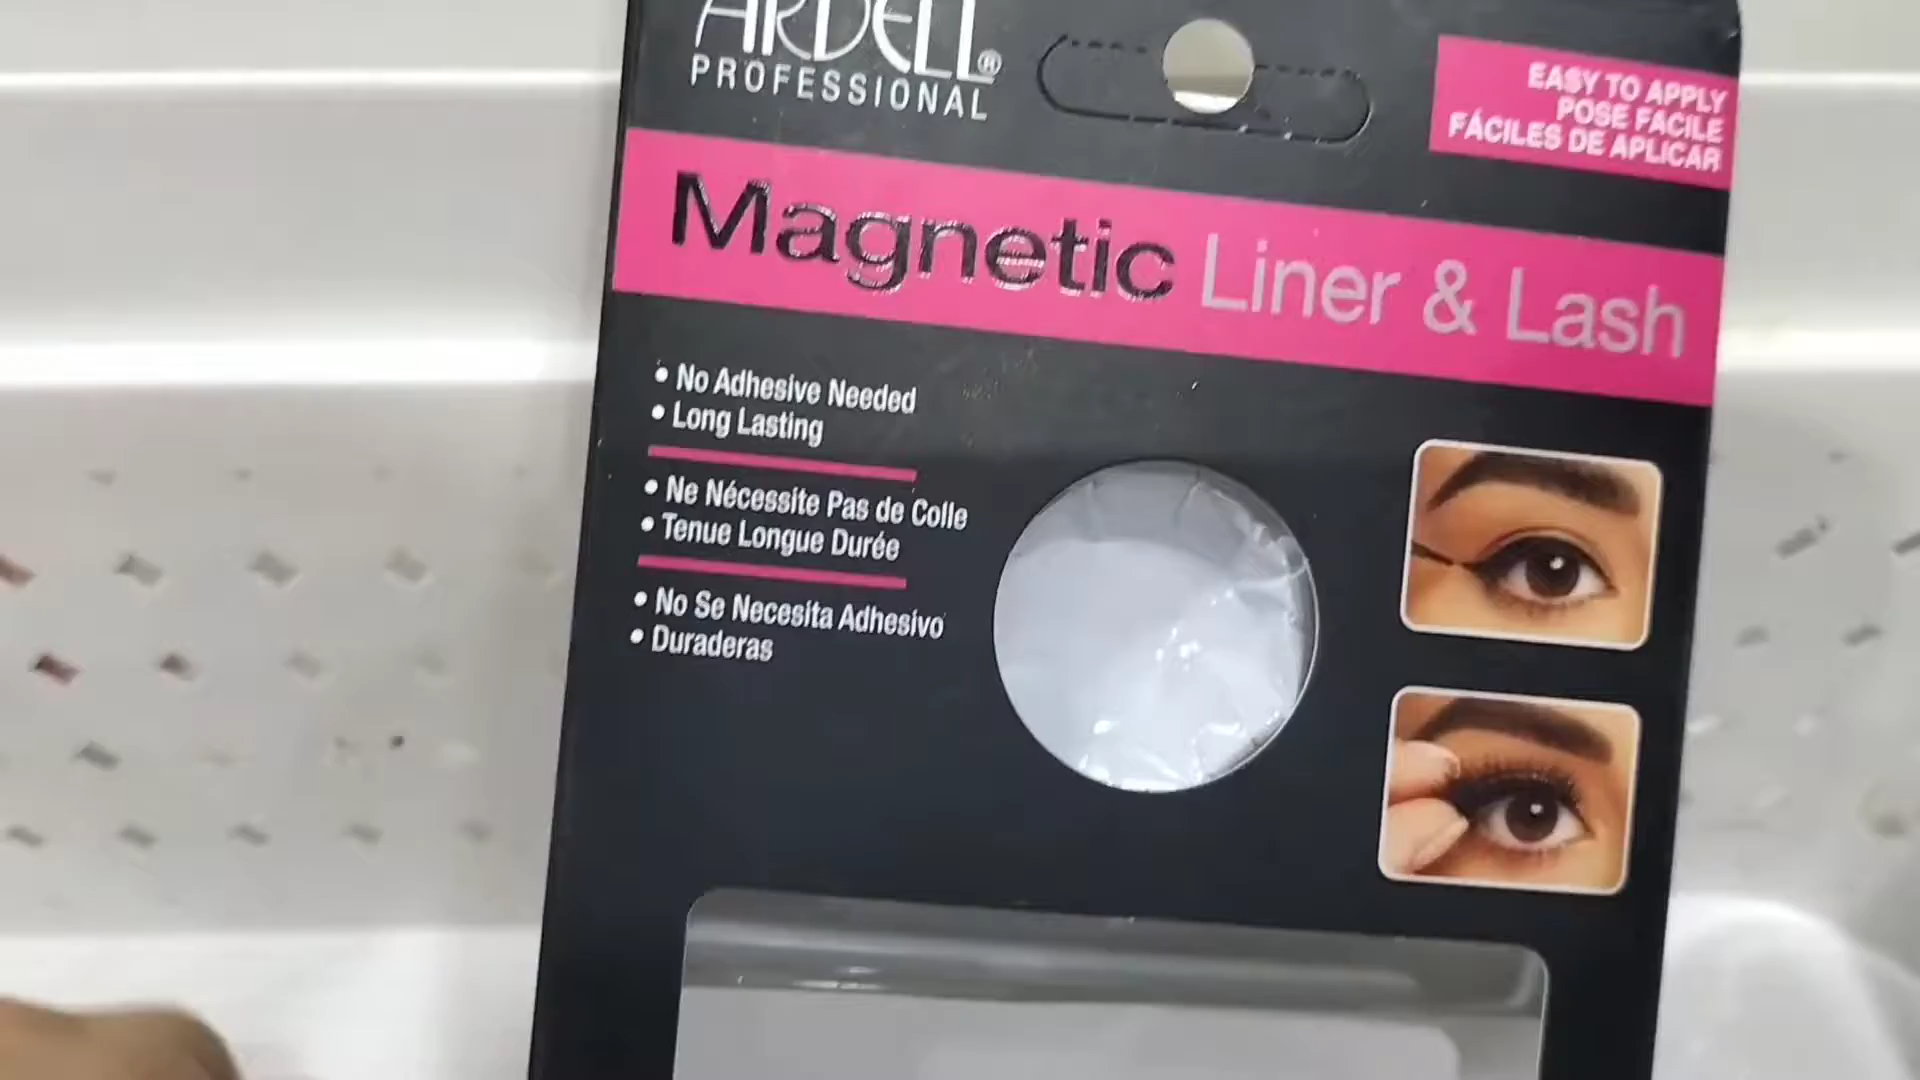 ARDELL®
PROFESSIONAL
EASY TO APPLY
POSE FACILE
FÁCILES DE APLICAR
Magnetic Liner & Lash
• No Adhesive Needed
• Long Lasting
• Ne Nécessite Pas de Colle
• Tenue Longue Durée
• No Se Necesita Adhesivo
• Duraderas